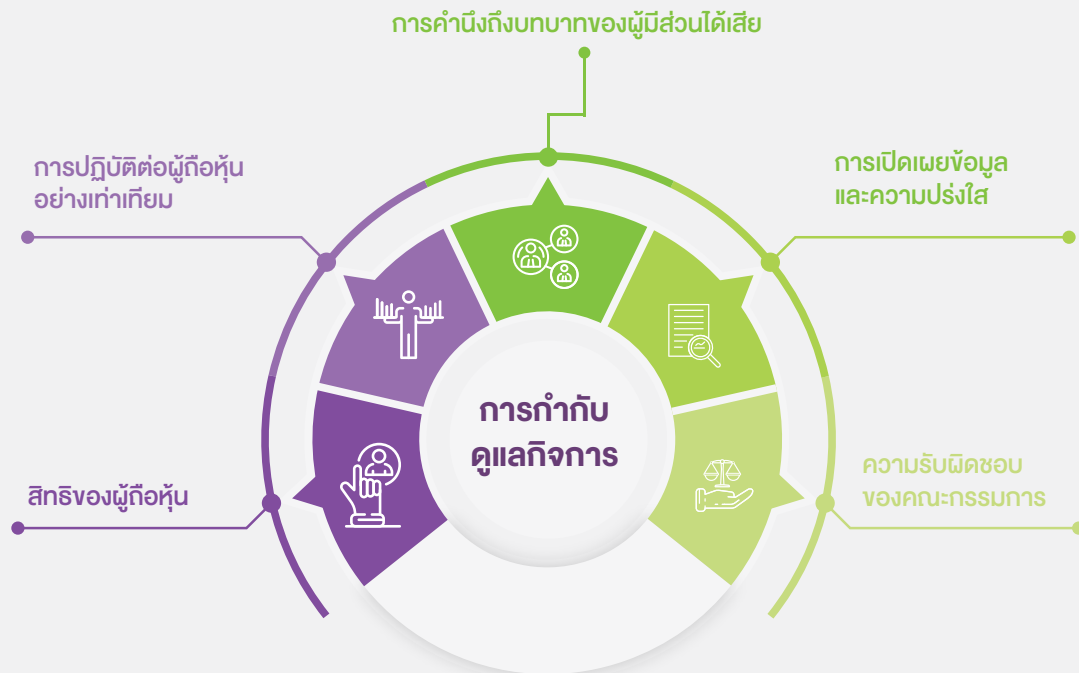 การคำนึงถึงบทบาทของผู้มีส่วนได้เสีย
การปฏิบัติต่อผู้ถือหุ้น
อย่างเท่าเทียม
การเปิดเผยข้อมูล
และความปร่งใส
การกำกับ
ดูแลกิจการ
สิทธิของผู้ถือหุ้น
ความรับผิดชอบ
ของคณะกรรมการ